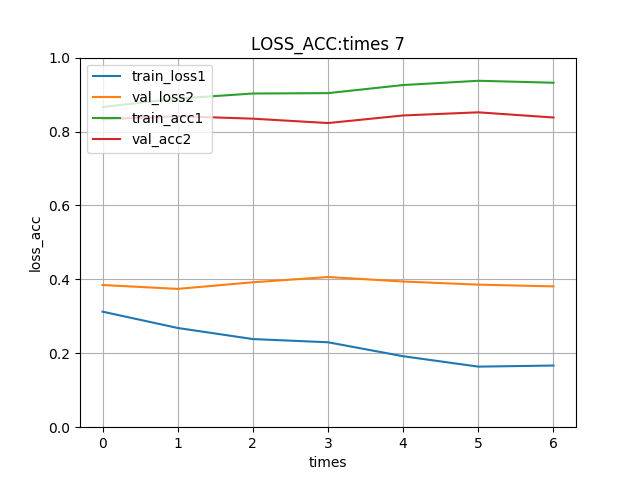 LOSS_ACC:times 7
1.0
0.8
0.6
0.4
0.2
0.0
loss_acc
train_loss1
val_loss2
train_acc1
val_acc2
0 1 2 3 4 5 6
times